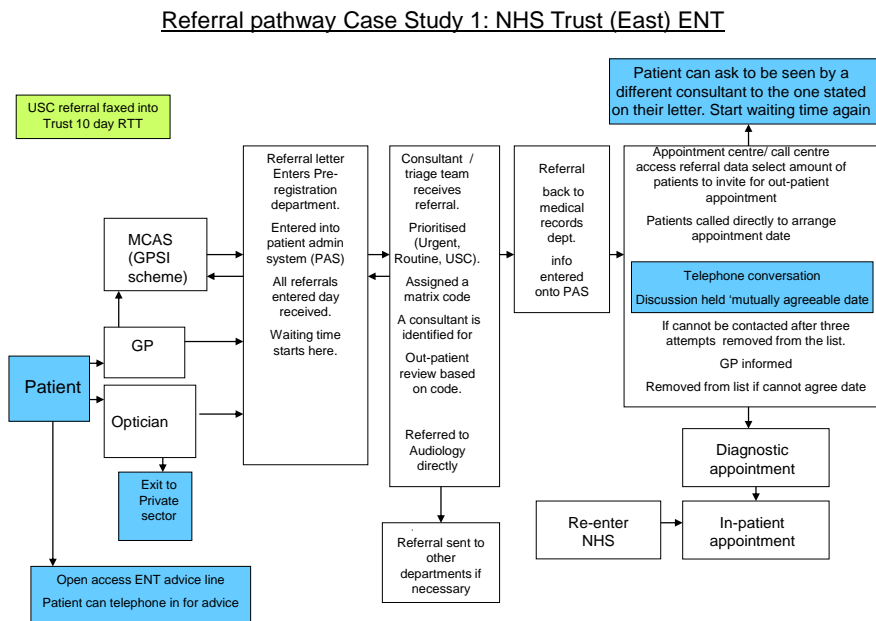 Referral pathway Case Study 1: NHS Trust (East) ENT
USC referral faxed into
Trust 10 day RTT
Patient can ask to be seen by a
different consultant to the one stated
on their letter. Start waiting time again
MCAS
(GPSI
scheme)
GP
Patient
Optician
Exit to
Private
sector
Open access ENT advice line
Patient can telephone in for advice
Referral letter
Enters Pre-
registration
department.
Entered into
patient admin
system (PAS)
All referrals
entered day
received.
Waiting time
starts here.
Consultant /
triage team
receives
referral.
Prioritised
(Urgent,
Routine, USC).
Assigned a
matrix code
A consultant is
identified for
Out-patient
review based
on code.
Referred to
Audiology
directly
Referral sent to
other
departments if
necessary
Referral
back to
medical
records
dept.
info
entered
onto PAS
Appointment centre/ call centre
access referral data select amount of
patients to invite for out-patient
appointment
Patients called directly to arrange
appointment date
Telephone conversation
Discussion held ‘mutually agreeable date
If cannot be contacted after three
attempts removed from the list.
GP informed
Removed from list if cannot agree date
Diagnostic
appointment
Re-enter
NHS
In-patient
appointment